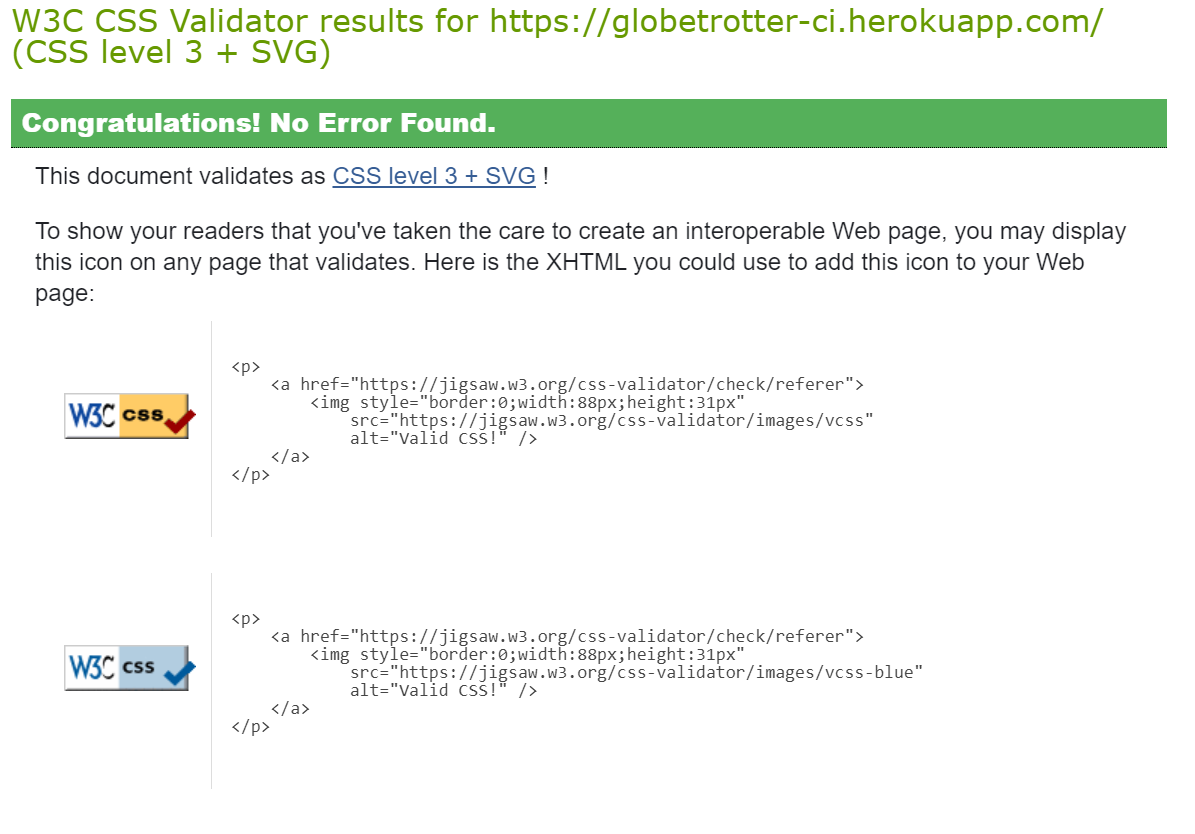 W3C CSS Validator results for https://globetrotter-ci.herokuapp.com/
(CSS level 3 + SVG)
Congratulations! No Error Found.
This document validates as CSS level 3 + SVG !
To show your readers that you've taken the care to create an interoperable Web page, you may display
this icon on any page that validates. Here is the XHTML you could use to add this icon to your Web
page:
W3C css
<p>
    <a href="https://jigsaw.w3.org/css-validator/check/referer">
        <img style="border:0;width:88px;height:31px"
            src="https://jigsaw.w3.org/css-validator/images/vcss"
            alt="Valid CSS!" />
    </a>
</p>
W3C css
<p>
    <a href="https://jigsaw.w3.org/css-validator/check/referer">
        <img style="border:0;width:88px;height:31px"
            src="https://jigsaw.w3.org/css-validator/images/vcss-blue"
            alt="Valid CSS!" />
    </a>
</p>